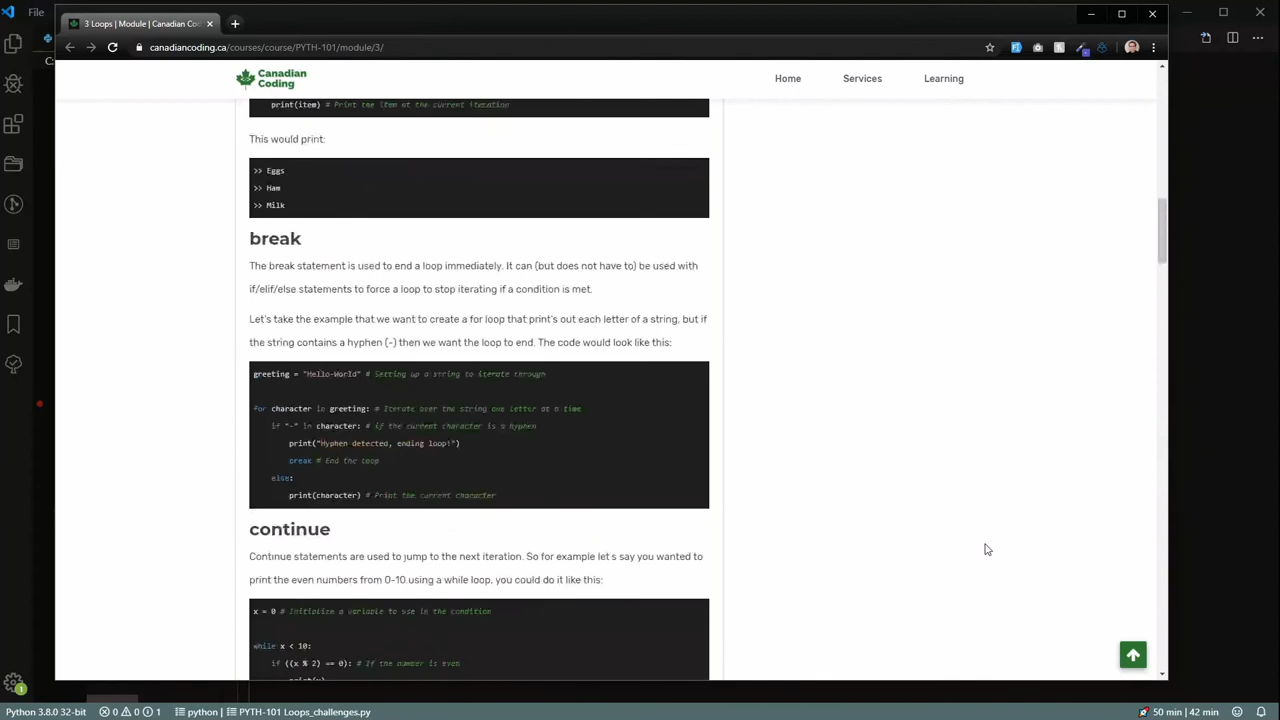 File
3 Loops | Module | Canadian Co
canadiancoding.ca/courses/course/PYTH-101/module/3/
Canadian
Coding
Home
Services
Learning
print(item) # Print the item at the current iteration
This would print:
>> Eggs
>> Ham
>> Milk
break
The break statement is used to end a loop immediately. It can (but does not have to) be used with
if/elif/else statements to force a loop to stop iterating if a condition is met.
Let's take the example that we want to create a for loop that print's out each letter of a string, but if
the string contains a hyphen (-) then we want the loop to end. The code would look like this:
greeting = "Hello-World" # Setting up a string to iterate through
for character in greeting: # Iterate over the string one letter at a time
if "-" in character: # if the current character is a hyphen
print("Hyphen detected, ending loop!")
break # End the loop
else:
print(character) # Print the current character
continue
Continue statements are used to jump to the next iteration. So for example let's say you wanted to
print the even numbers from 0-10 using a while loop, you could do it like this:
x = 0 # Initialize a variable to use in the condition
while x < 10:
if ((x % 2) == 0): # If the number is even
Python 3.8.0 32-bit
0
0
1
python
PYTH-101 Loops_challenges.py
50 min | 42 min